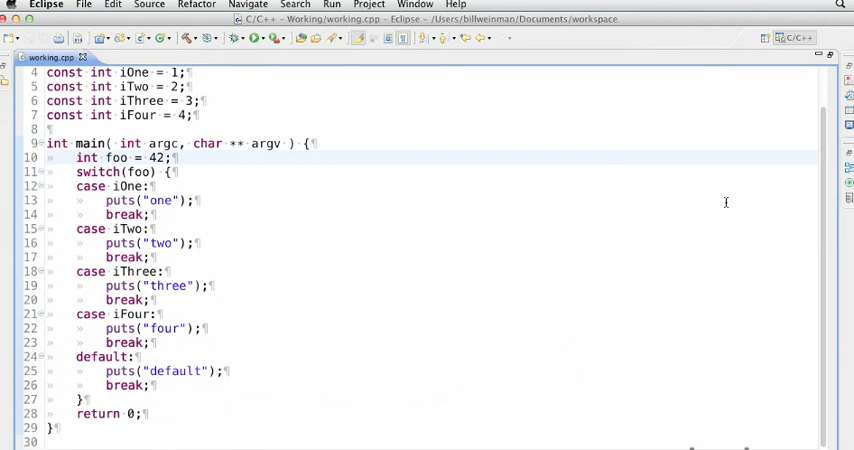 Eclipse File Edit Source Refactor Navigate Search Run Project Window Help
C/C++ – Working/working.cpp – Eclipse – /Users/billweinman/Documents/workspace
C/C++
working.cpp
4 const int iOne = 1;
5 const int iTwo = 2;
6 const int iThree = 3;
7 const int iFour = 4;
8
9 int main( int argc, char ** argv ) {
10 int foo = 42;
11 switch(foo) {
12 case iOne:
13 puts("one");
14 break;
15 case iTwo:
16 puts("two");
17 break;
18 case iThree:
19 puts("three");
20 break;
21 case iFour:
22 puts("four");
23 break;
24 default:
25 puts("default");
26 break;
27 }
28 return 0;
29 }
30